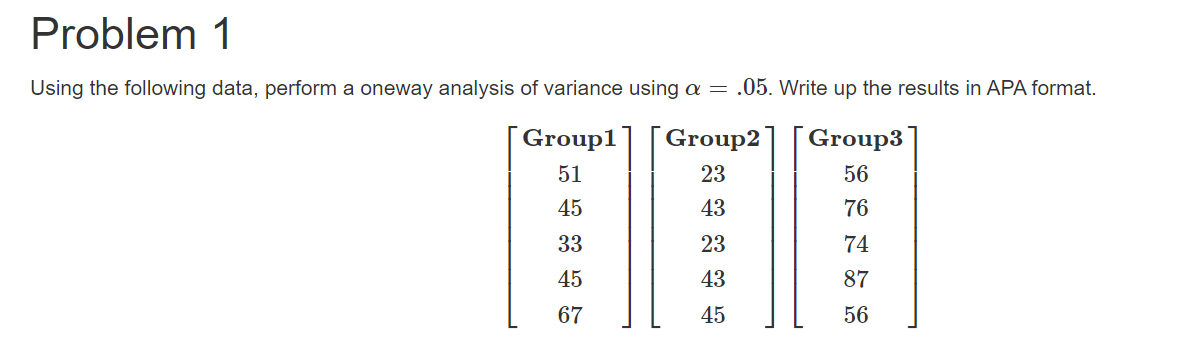 Problem 1
Using the following data, perform a oneway analysis of variance using α = .05. Write up the results in APA format.
Group1 Group2 Group3
51 23 56
45 43 76
33 23 74
45 43 87
67 45 56